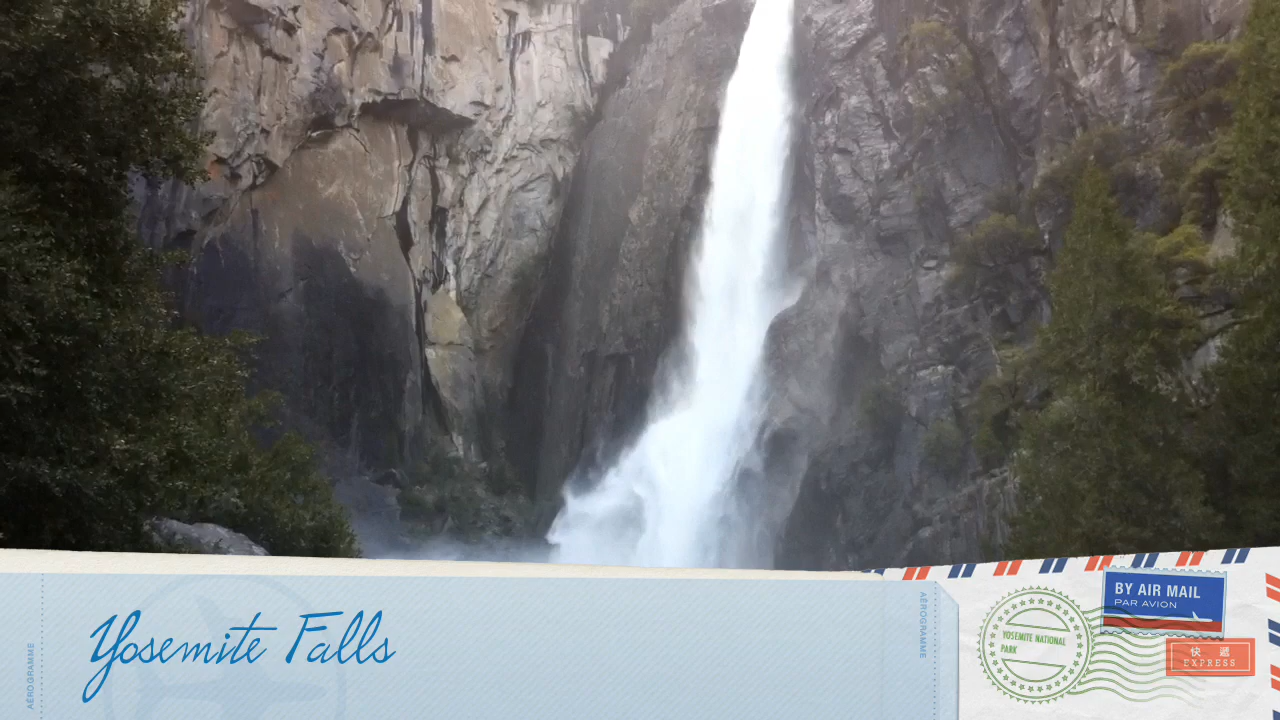 Yosemite Falls
AÉROGRAMME
AÉROGRAMME
YOSEMITE NATIONAL
PARK
BY AIR MAIL
PAR AVION
快 遞
EXPRESS